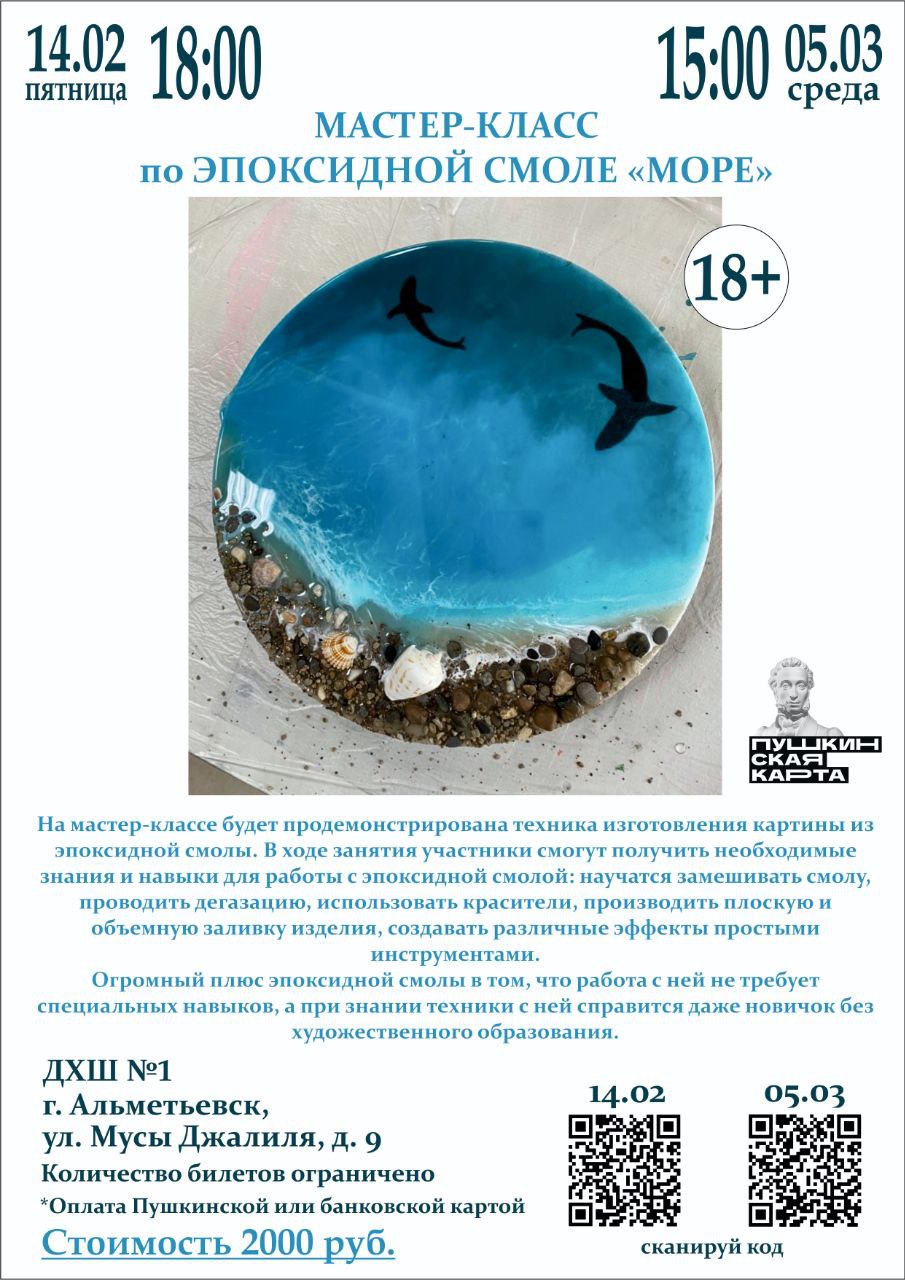 14.02 18:00
пятница
15:00 05.03
среда
МАСТЕР-КЛАСС
по ЭПОКСИДНОЙ СМОЛЕ «МОРЕ»
18+
ПУШКИН
СКАЯ
КАРТА
На мастер-классе будет продемонстрирована техника изготовления картины из
эпоксидной смолы. В ходе занятия участники смогут получить необходимые
знания и навыки для работы с эпоксидной смолой: научатся замешивать смолу,
проводить дегазацию, использовать красители, производить плоскую и
объемную заливку изделия, создавать различные эффекты простыми
инструментами.
Огромный плюс эпоксидной смолы в том, что работа с ней не требует
специальных навыков, а при знании техники с ней справится даже новичок без
художественного образования.
ДХШ №1
г. Альметьевск,
ул. Мусы Джалиля, д. 9
Количество билетов ограничено
*Оплата Пушкинской или банковской картой
Стоимость 2000 руб.
14.02
05.03
сканируй код